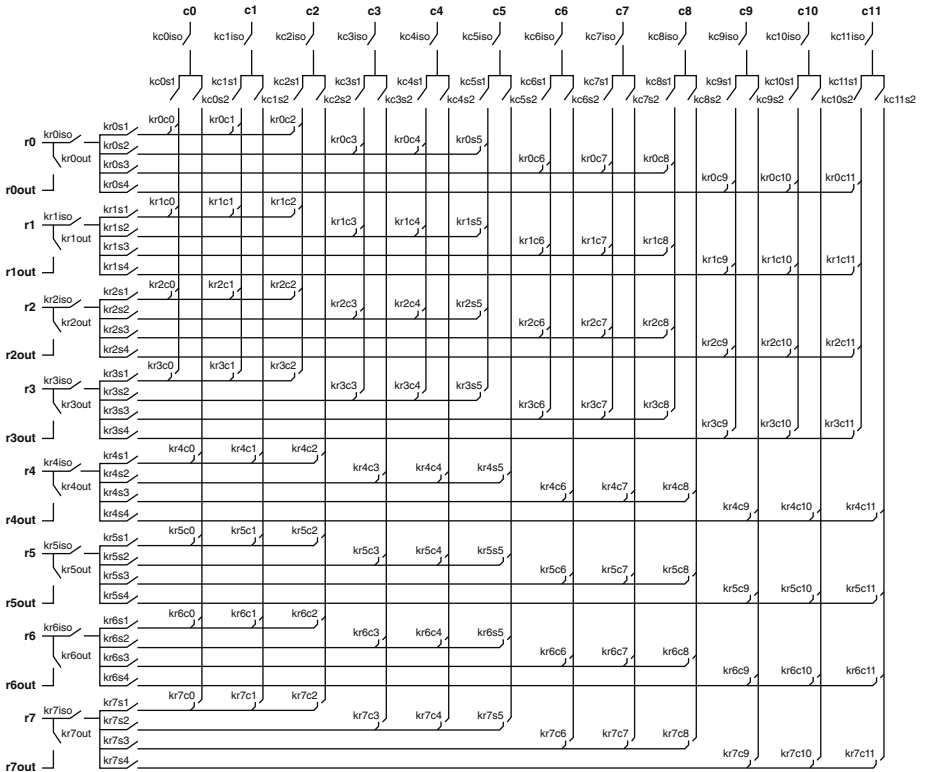 c0 c1 c2 c3 c4 c5 c6 c7 c8 c9 c10 c11
kc0iso kc1iso kc2iso kc3iso kc4iso kc5iso kc6iso kc7iso kc8iso kc9iso kc10iso kc11iso
kc0s1 kc1s1 kc2s1 kc3s1 kc4s1 kc5s1 kc6s1 kc7s1 kc8s1 kc9s1 kc10s1 kc11s1
kc0s2 kc1s2 kc2s2 kc3s2 kc4s2 kc5s2 kc6s2 kc7s2 kc8s2 kc9s2 kc10s2 kc11s2
kr0s1 kr0c0 kr0c1 kr0c2
r0 kr0iso kr0s2 kr0c3 kr0c4 kr0s5
kr0out kr0s3 kr0c6 kr0c7 kr0c8
r0out kr0s4 kr0c9 kr0c10 kr0c11
kr1s1 kr1c0 kr1c1 kr1c2
r1 kr1iso kr1s2 kr1c3 kr1c4 kr1s5
kr1out kr1s3 kr1c6 kr1c7 kr1c8
r1out kr1s4 kr1c9 kr1c10 kr1c11
kr2s1 kr2c0 kr2c1 kr2c2
r2 kr2iso kr2s2 kr2c3 kr2c4 kr2s5
kr2out kr2s3 kr2c6 kr2c7 kr2c8
r2out kr2s4 kr2c9 kr2c10 kr2c11
kr3s1 kr3c0 kr3c1 kr3c2
r3 kr3iso kr3s2 kr3c3 kr3c4 kr3s5
kr3out kr3s3 kr3c6 kr3c7 kr3c8
r3out kr3s4 kr3c9 kr3c10 kr3c11
kr4s1 kr4c0 kr4c1 kr4c2
r4 kr4iso kr4s2 kr4c3 kr4c4 kr4s5
kr4out kr4s3 kr4c6 kr4c7 kr4c8
r4out kr4s4 kr4c9 kr4c10 kr4c11
kr5s1 kr5c0 kr5c1 kr5c2
r5 kr5iso kr5s2 kr5c3 kr5c4 kr5s5
kr5out kr5s3 kr5c6 kr5c7 kr5c8
r5out kr5s4 kr5c9 kr5c10 kr5c11
kr6s1 kr6c0 kr6c1 kr6c2
r6 kr6iso kr6s2 kr6c3 kr6c4 kr6s5
kr6out kr6s3 kr6c6 kr6c7 kr6c8
r6out kr6s4 kr6c9 kr6c10 kr6c11
kr7s1 kr7c0 kr7c1 kr7c2
r7 kr7iso kr7s2 kr7c3 kr7c4 kr7s5
kr7out kr7s3 kr7c6 kr7c7 kr7c8
r7out kr7s4 kr7c9 kr7c10 kr7c11